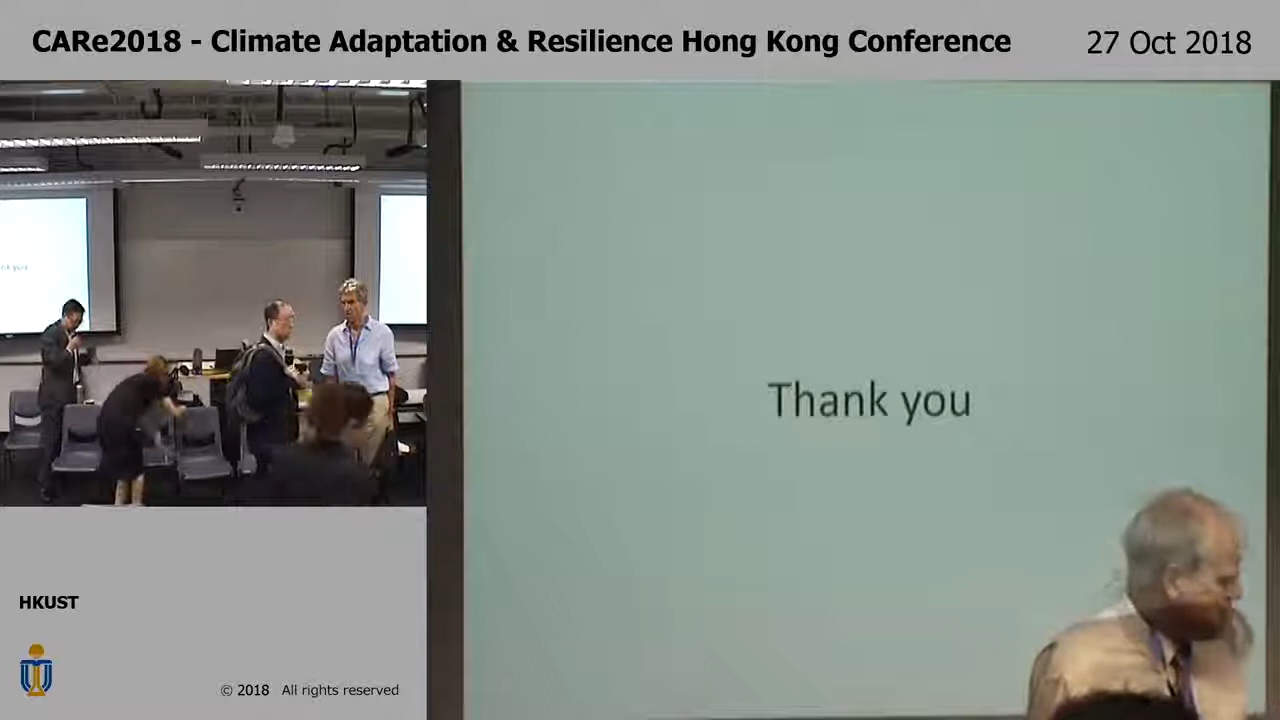 CARe2018 - Climate Adaptation & Resilience Hong Kong Conference
27 Oct 2018
Thank you
HKUST
© 2018 All rights reserved